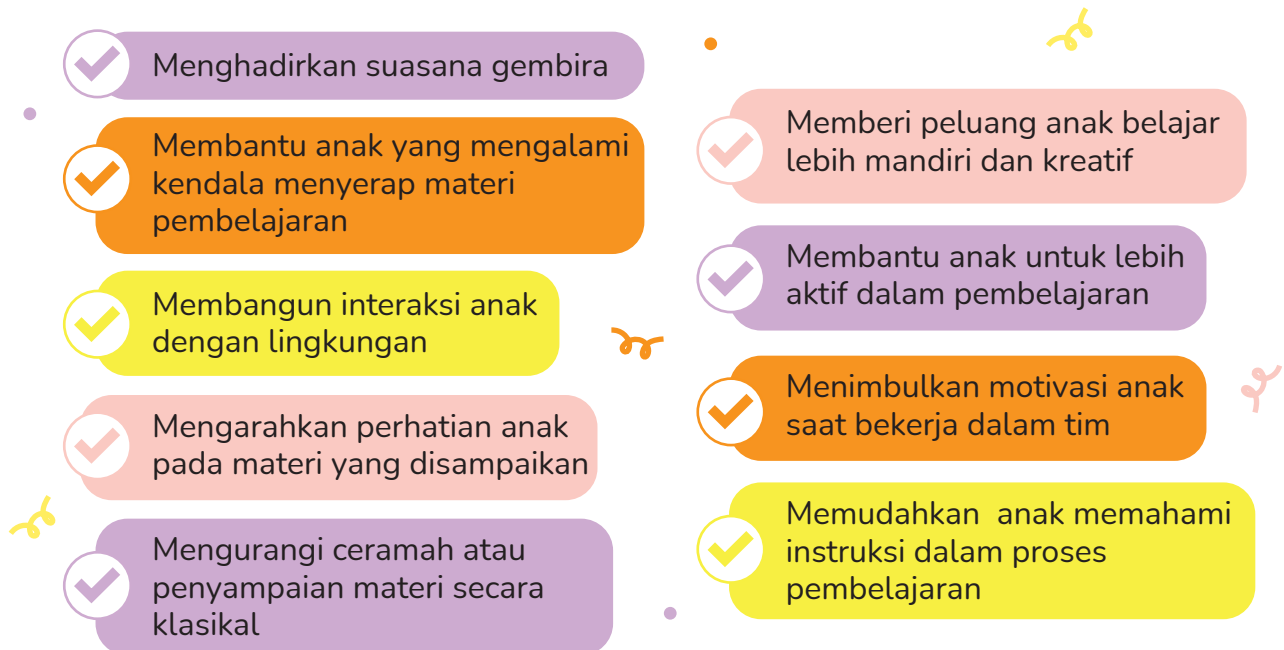 Menghadirkan suasana gembira
Membantu anak yang mengalami
kendala menyerap materi
pembelajaran
Membangun interaksi anak
dengan lingkungan
Mengarahkan perhatian anak
pada materi yang disampaikan
Mengurangi ceramah atau
penyampaian materi secara
klasikal
Memberi peluang anak belajar
lebih mandiri dan kreatif
Membantu anak untuk lebih
aktif dalam pembelajaran
Menimbulkan motivasi anak
saat bekerja dalam tim
Memudahkan  anak memahami
instruksi dalam proses
pembelajaran